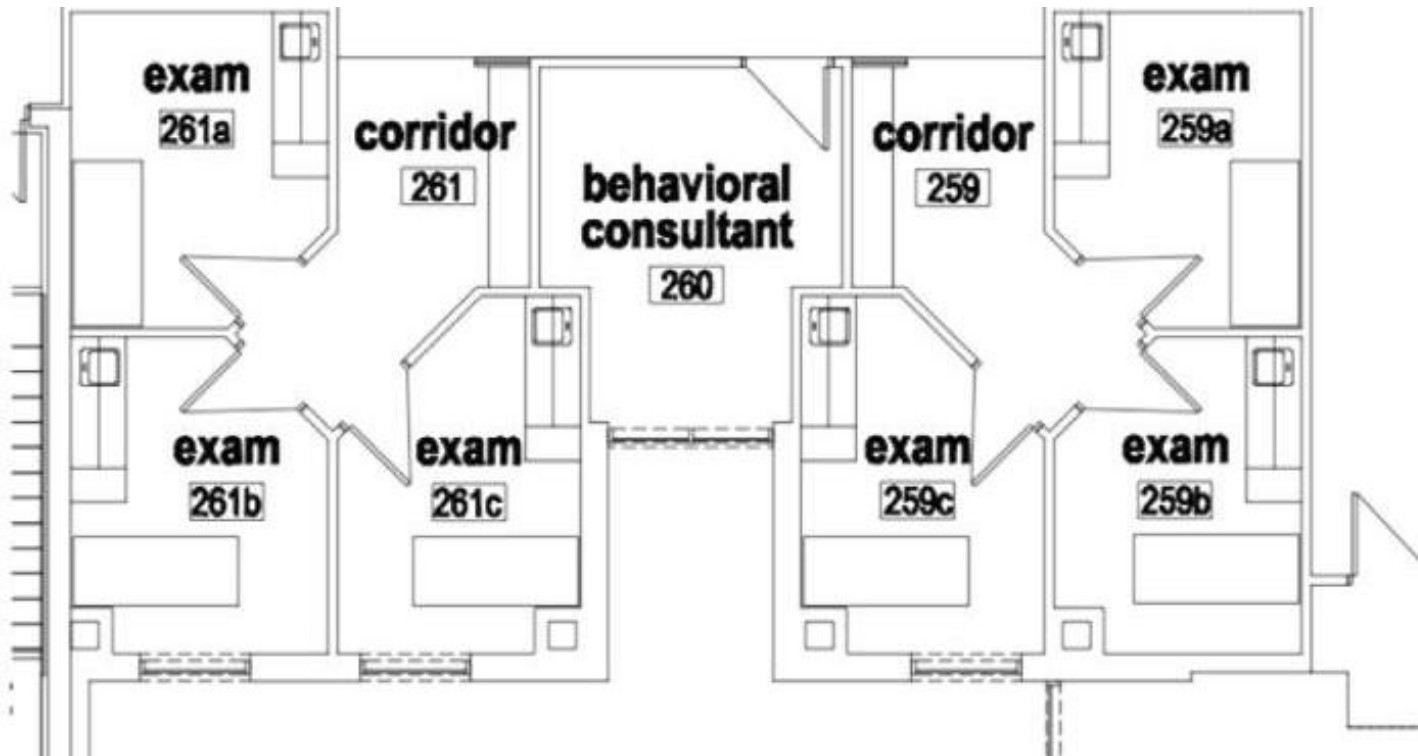 exam
261a
corridor
261
behavioral
consultant
260
corridor
259
exam
259a
exam
261b
exam
261c
exam
259c
exam
259b